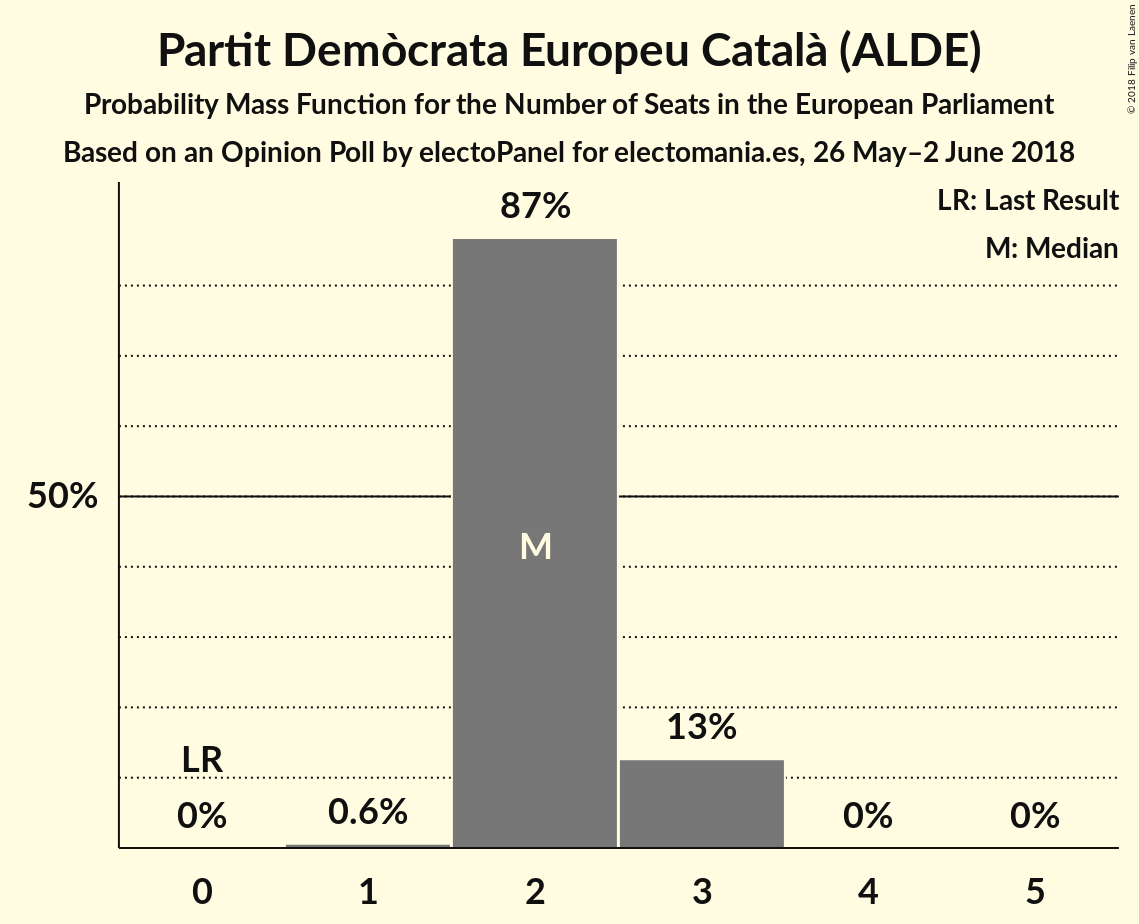 Partit Demòcrata Europeu Català (ALDE)
Probability Mass Function for the Number of Seats in the European Parliament
Based on an Opinion Poll by electoPanel for electomania.es, 26 May–2 June 2018
© 2018 Filip van Laenen
LR: Last Result
M: Median
87%
50%
M
13%
LR
0%
0.6%
0%
0%
0 1 2 3 4 5